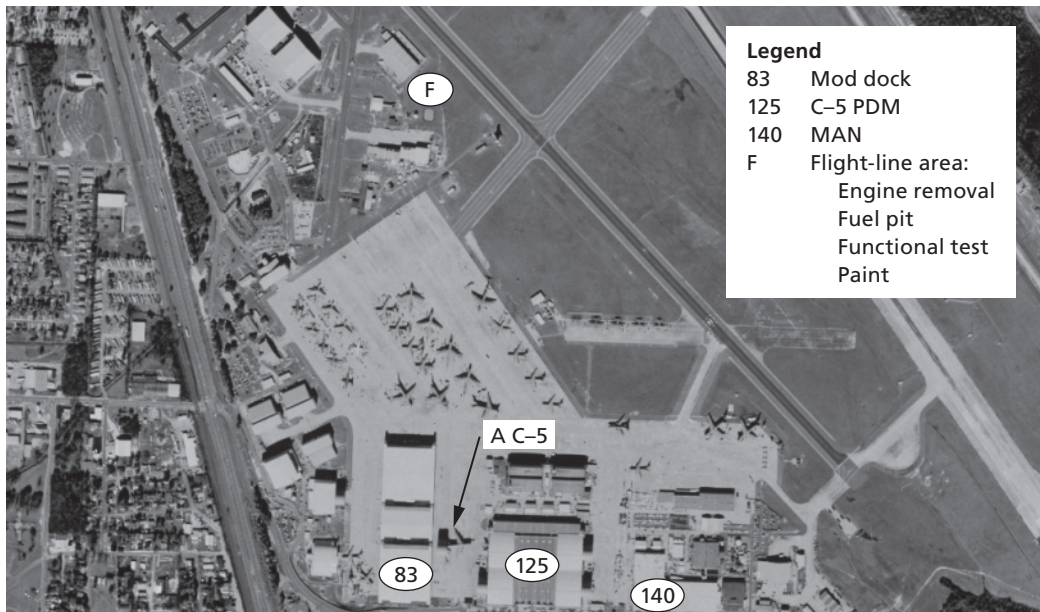 Legend
83 Mod dock
125 C–5 PDM
140 MAN
F Flight-line area:
Engine removal
Fuel pit
Functional test
Paint
F
A C–5
83
125
140